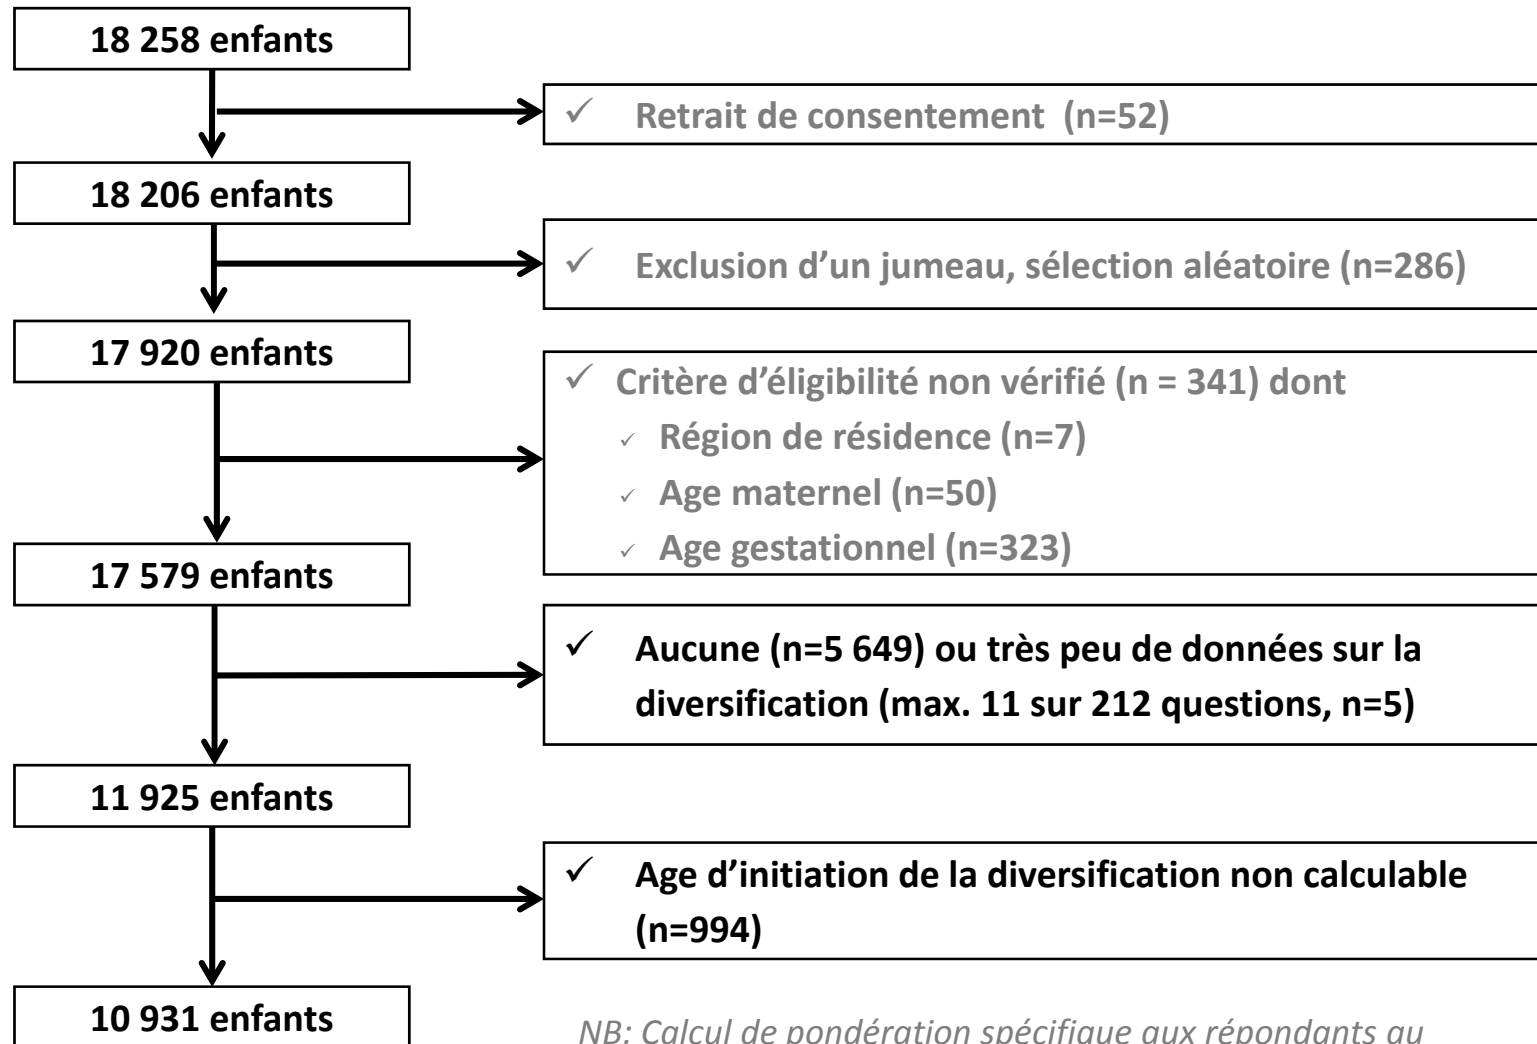 18 258 enfants
✓ Retrait de consentement (n=52)
18 206 enfants
✓ Exclusion d’un jumeau, sélection aléatoire (n=286)
17 920 enfants
✓ Critère d’éligibilité non vérifié (n = 341) dont
✓ Région de résidence (n=7)
✓ Age maternel (n=50)
✓ Age gestationnel (n=323)
17 579 enfants
✓ Aucune (n=5 649) ou très peu de données sur la
diversification (max. 11 sur 212 questions, n=5)
11 925 enfants
✓ Age d’initiation de la diversification non calculable
(n=994)
10 931 enfants
NB: Calcul de pondération spécifique aux répondants au